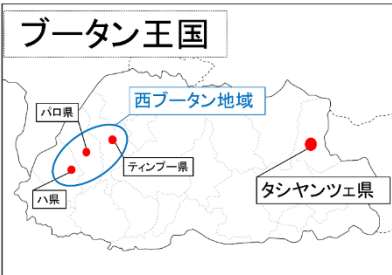 ブータン王国
西ブータン地域
パロ県
ティンプー県
ハ県
タシヤンツェ県